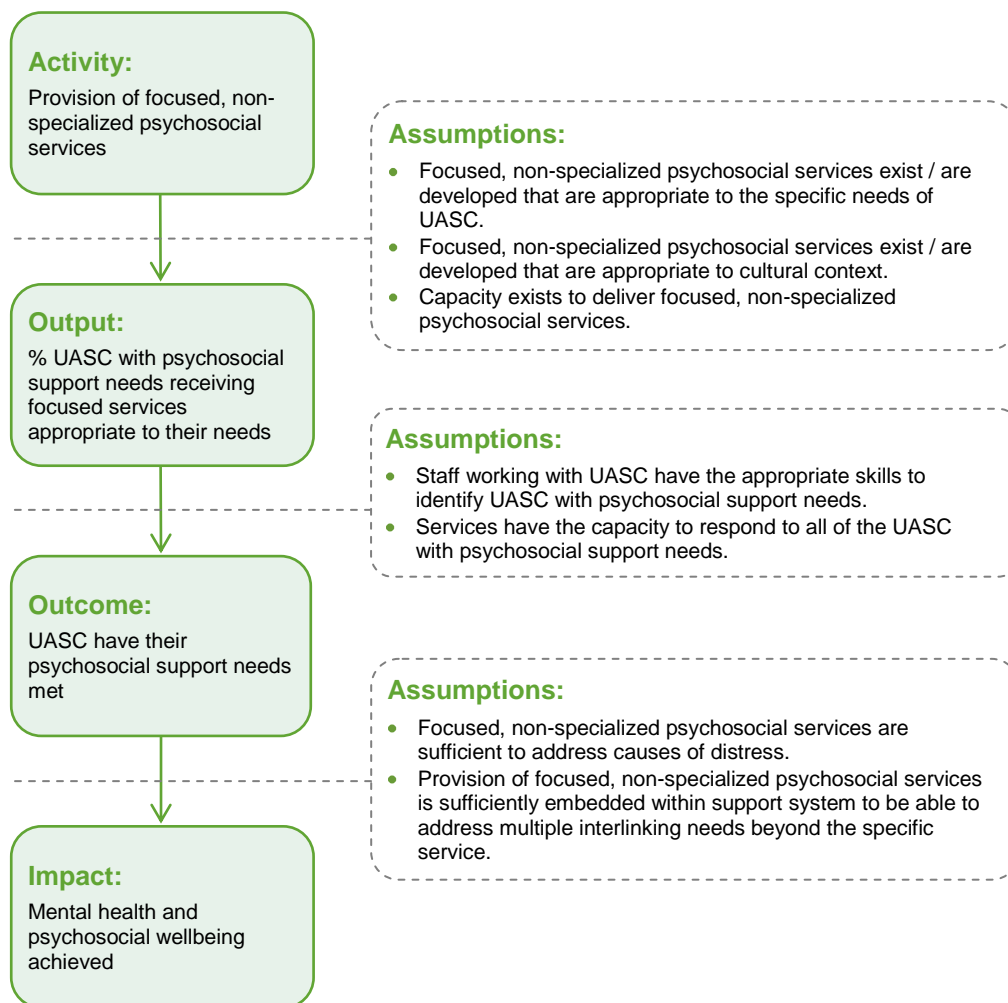 Activity:
Provision of focused, non-
specialized psychosocial
services
Assumptions:
• Focused, non-specialized psychosocial services exist / are
developed that are appropriate to the specific needs of
UASC.
• Focused, non-specialized psychosocial services exist / are
developed that are appropriate to cultural context.
• Capacity exists to deliver focused, non-specialized
psychosocial services.
Output:
% UASC with psychosocial
support needs receiving
focused services
appropriate to their needs
Assumptions:
• Staff working with UASC have the appropriate skills to
identify UASC with psychosocial support needs.
• Services have the capacity to respond to all of the UASC
with psychosocial support needs.
Outcome:
UASC have their
psychosocial support needs
met
Assumptions:
• Focused, non-specialized psychosocial services are
sufficient to address causes of distress.
• Provision of focused, non-specialized psychosocial services
is sufficiently embedded within support system to be able to
address multiple interlinking needs beyond the specific
service.
Impact:
Mental health and
psychosocial wellbeing
achieved